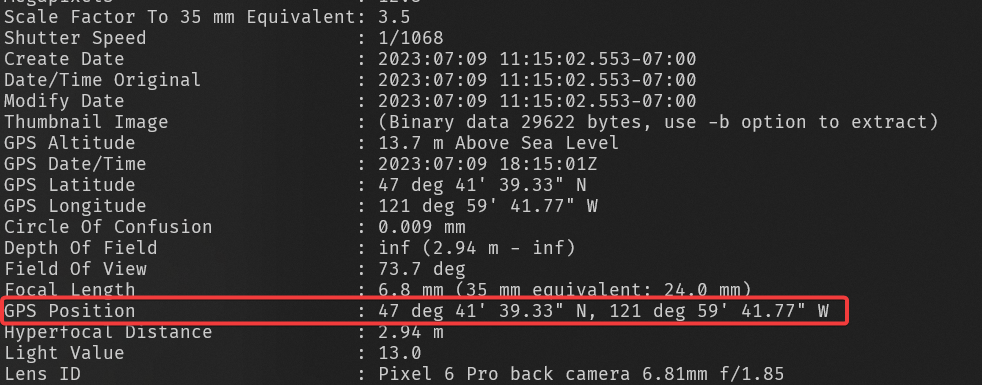 Scale Factor To 35 mm Equivalent: 3.5
Shutter Speed                   : 1/1068
Create Date                     : 2023:07:09 11:15:02.553-07:00
Date/Time Original              : 2023:07:09 11:15:02.553-07:00
Modify Date                     : 2023:07:09 11:15:02.553-07:00
Thumbnail Image                 : (Binary data 29622 bytes, use -b option to extract)
GPS Altitude                    : 13.7 m Above Sea Level
GPS Date/Time                   : 2023:07:09 18:15:01Z
GPS Latitude                    : 47 deg 41' 39.33" N
GPS Longitude                   : 121 deg 59' 41.77" W
Circle Of Confusion             : 0.009 mm
Depth Of Field                  : inf (2.94 m - inf)
Field Of View                   : 73.7 deg
Focal Length                    : 6.8 mm (35 mm equivalent: 24.0 mm)
GPS Position                    : 47 deg 41' 39.33" N, 121 deg 59' 41.77" W
Hyperfocal Distance             : 2.94 m
Light Value                     : 13.0
Lens ID                         : Pixel 6 Pro back camera 6.81mm f/1.85